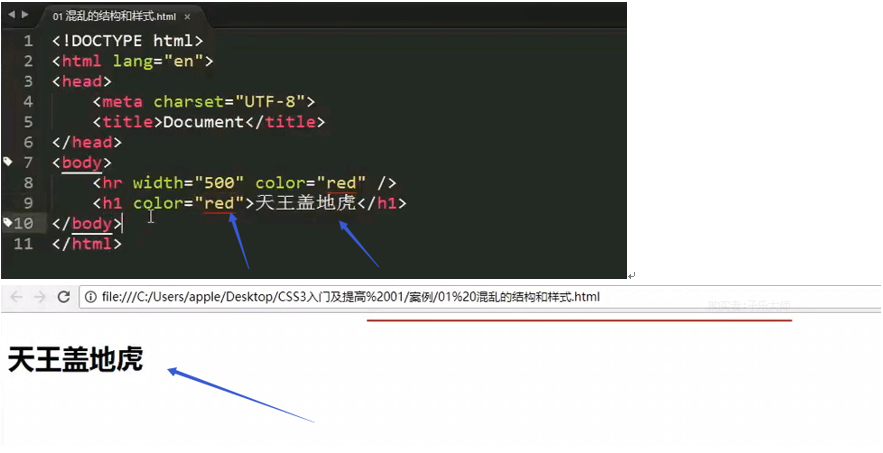 01 混乱的结构和样式.html ×
1 <!DOCTYPE html>
2 <html lang="en">
3 <head>
4 <meta charset="UTF-8">
5 <title>Document</title>
6 </head>
7 <body>
8 <hr width="500" color="red" />
9 <h1 color="red">天王盖地虎</h1>
10 </body>
11 </html>
file:///C:/Users/apple/Desktop/CSS3入门及提高%2001/案例/01%20混乱的结构和样式.html
天王盖地虎